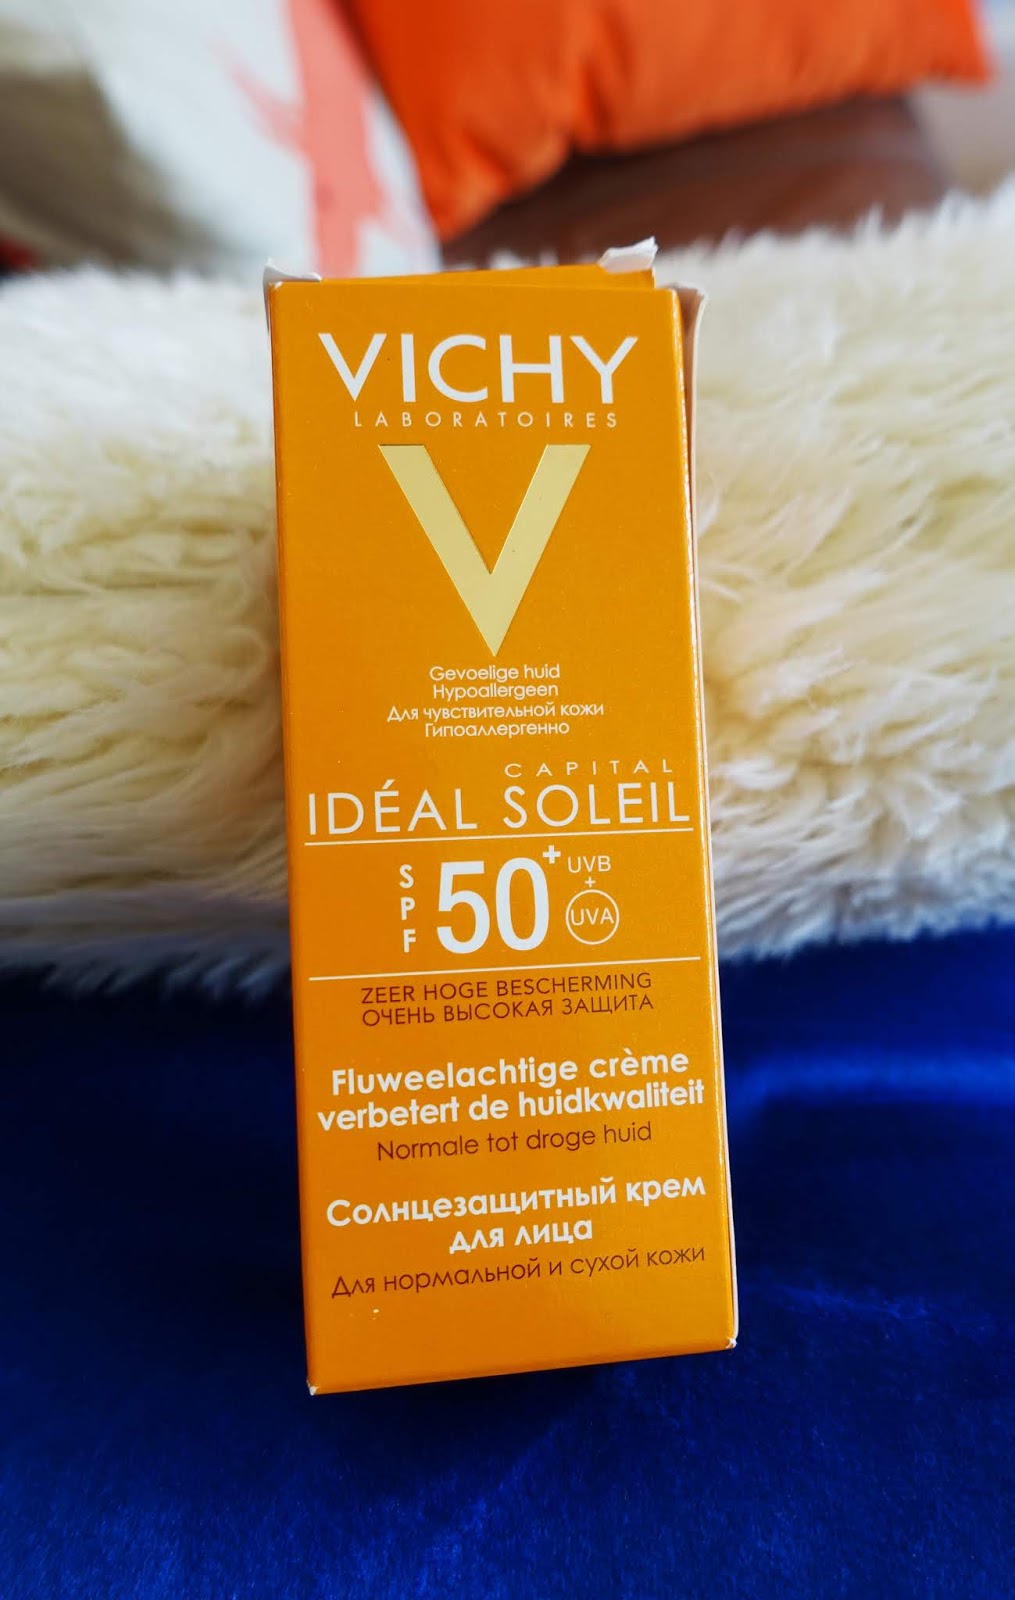 VICHY
LABORATOIRES
V
Gevoelige huid
Hypoallergeen
Для чувствительной кожи
Гипоаллергенно
CAPITAL
IDÉAL SOLEIL
SPF 50+ UVB + UVA
ZEER HOGE BESCHERMING
ОЧЕНЬ ВЫСОКАЯ ЗАЩИТА
Fluweelachtige crème
verbetert de huidkwaliteit
Normale tot droge huid
Солнцезащитный крем
для лица
Для нормальной и сухой кожи